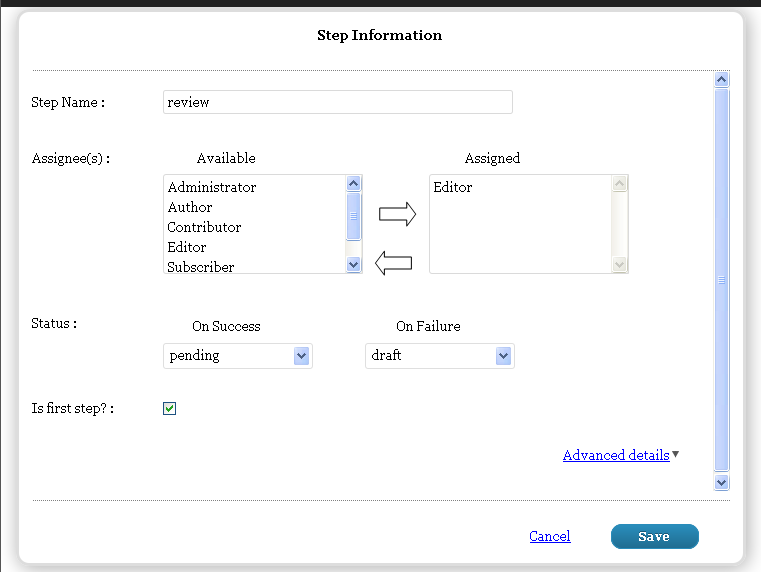 Step Information
Step Name : review
Assignee(s) : Available Assigned
Administrator Editor
Author
Contributor
Editor
Subscriber
Status : On Success On Failure
pending draft
Is first step? :
Advanced details
Cancel Save